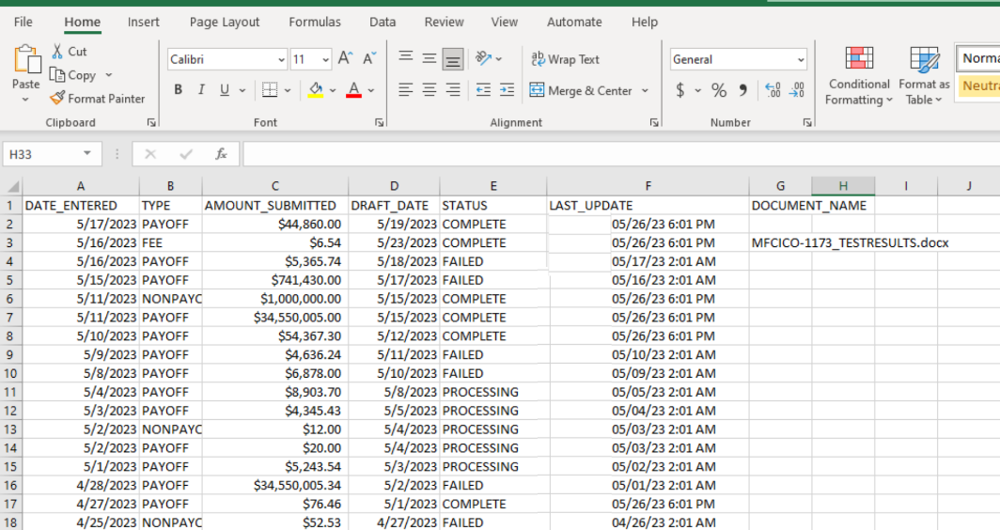 File Home Insert Page Layout Formulas Data Review View Automate Help
Cut
Copy
Format Painter
Paste
Clipboard
Calibri 11
B I U
Font
Wrap Text
Merge & Center
Alignment
General
$ % 9
Number
Conditional Formatting
Format as Table
Norma
Neutra
H33 fx
A B C D E F G H I J
1 DATE_ENTERED TYPE AMOUNT_SUBMITTED DRAFT_DATE STATUS LAST_UPDATE DOCUMENT_NAME
2 5/17/2023 PAYOFF $44,860.00 5/19/2023 COMPLETE 05/26/23 6:01 PM
3 5/16/2023 FEE $6.54 5/23/2023 COMPLETE 05/26/23 6:01 PM MFCICO-1173_TESTRESULTS.docx
4 5/16/2023 PAYOFF $5,365.74 5/18/2023 FAILED 05/17/23 2:01 AM
5 5/15/2023 PAYOFF $741,430.00 5/17/2023 FAILED 05/16/23 2:01 AM
6 5/11/2023 NONPAYO $1,000,000.00 5/15/2023 COMPLETE 05/26/23 6:01 PM
7 5/11/2023 PAYOFF $34,550,005.00 5/15/2023 COMPLETE 05/26/23 6:01 PM
8 5/10/2023 PAYOFF $54,367.30 5/12/2023 COMPLETE 05/26/23 6:01 PM
9 5/9/2023 PAYOFF $4,636.24 5/11/2023 FAILED 05/10/23 2:01 AM
10 5/8/2023 PAYOFF $6,878.00 5/10/2023 FAILED 05/09/23 2:01 AM
11 5/4/2023 PAYOFF $8,903.70 5/8/2023 PROCESSING 05/05/23 2:01 AM
12 5/3/2023 PAYOFF $4,345.43 5/5/2023 PROCESSING 05/04/23 2:01 AM
13 5/2/2023 NONPAYO $12.00 5/4/2023 PROCESSING 05/03/23 2:01 AM
14 5/2/2023 PAYOFF $20.00 5/4/2023 PROCESSING 05/03/23 2:01 AM
15 5/1/2023 PAYOFF $5,243.54 5/3/2023 PROCESSING 05/02/23 2:01 AM
16 4/28/2023 PAYOFF $34,550,005.34 5/2/2023 FAILED 05/01/23 2:01 AM
17 4/27/2023 PAYOFF $76.46 5/1/2023 COMPLETE 05/26/23 6:01 PM
18 4/25/2023 NONPAYO $52.53 4/27/2023 FAILED 04/26/23 2:01 AM